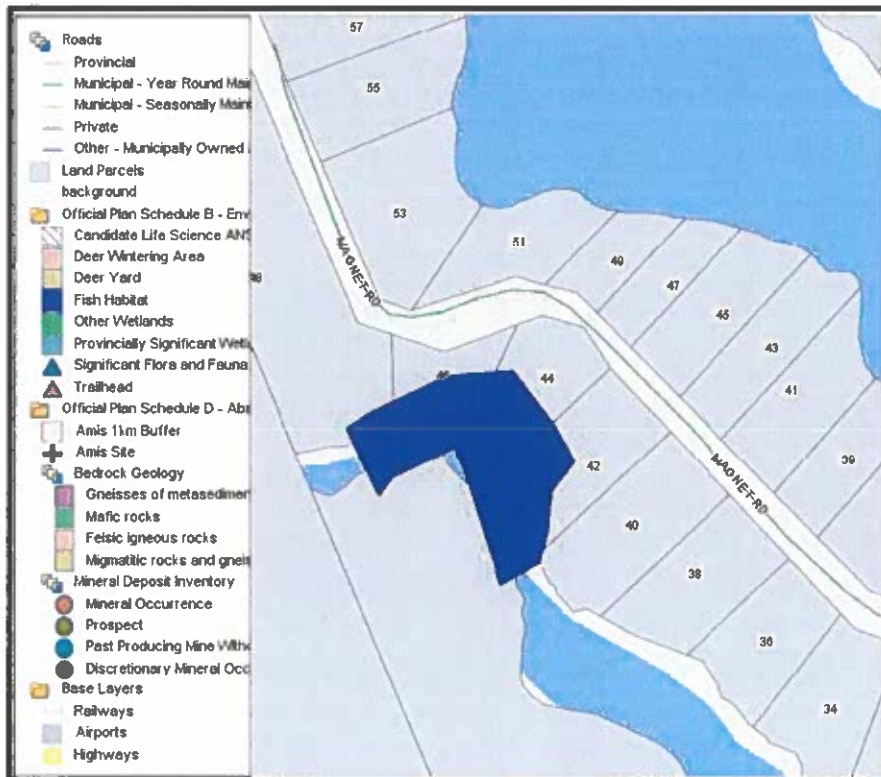 Roads
Provincial
Municipal - Year Round Mai
Municipal - Seasonally Main
Private
Other - Municipally Owned
Land Parcels
background
Official Plan Schedule B - Env
Candidate Life Science ANS
Deer Wintering Area
Deer Yard
Fish Habitat
Other Wetlands
Provincially Significant Wetl
Significant Flora and Fauna
Trailhead
Official Plan Schedule D - Aba
Amis 1km Buffer
Amis Site
Bedrock Geology
Gneisses of metasedimen
Mafic rocks
Felsic igneous rocks
Migmatitic rocks and gneis
Mineral Deposit Inventory
Mineral Occurrence
Prospect
Past Producing Mine With
Discretionary Mineral Occ
Base Layers
Railways
Airports
Highways
57
55
53
51
49
47
45
43
41
39
MAGNET-RD
44
42
40
38
36
34
MAGNET-RD